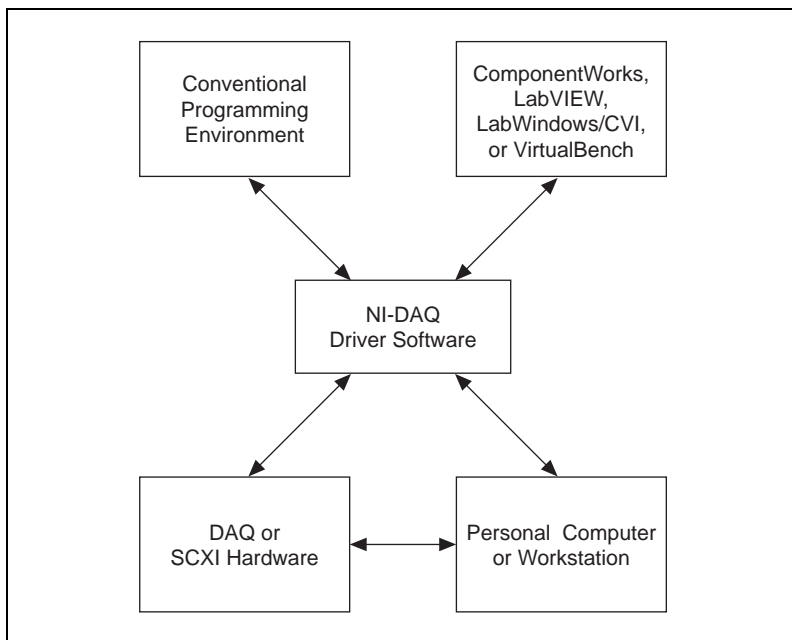 Conventional
Programming
Environment
ComponentWorks,
LabVIEW,
LabWindows/CVI,
or VirtualBench
NI-DAQ
Driver Software
DAQ or
SCXI Hardware
Personal Computer
or Workstation